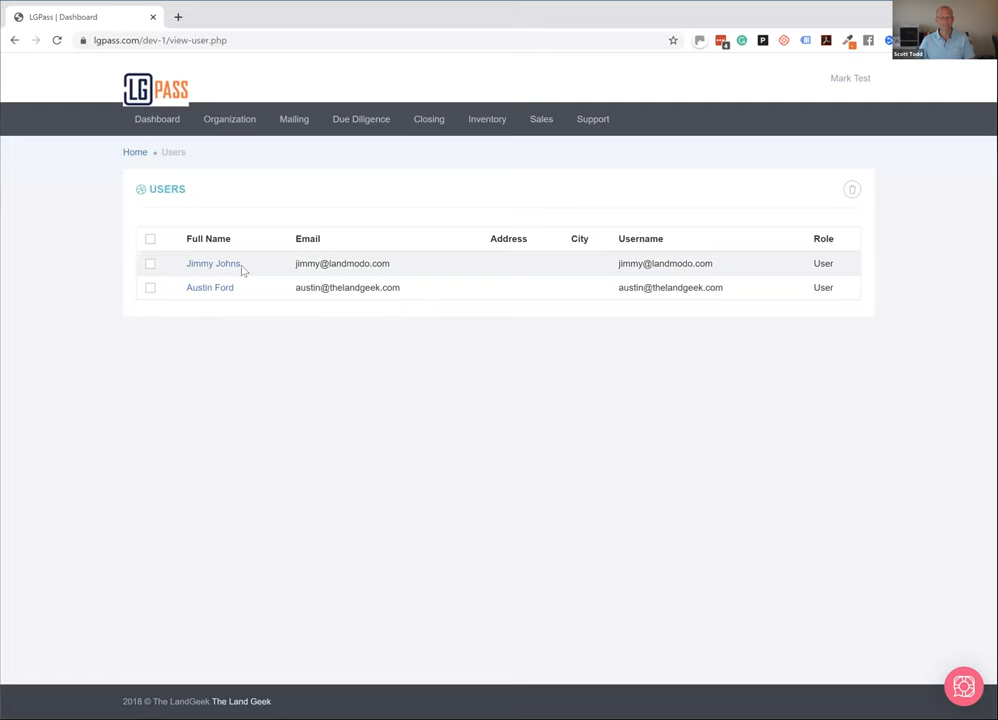 LGPass | Dashboard
lgpass.com/dev-1/view-user.php
Scott Todd
LG PASS
Mark Test
Dashboard Organization Mailing Due Diligence Closing Inventory Sales Support
Home Users
USERS
Full Name Email Address City Username Role
Jimmy Johns jimmy@landmodo.com jimmy@landmodo.com User
Austin Ford austin@thelandgeek.com austin@thelandgeek.com User
2018 © The LandGeek The Land Geek